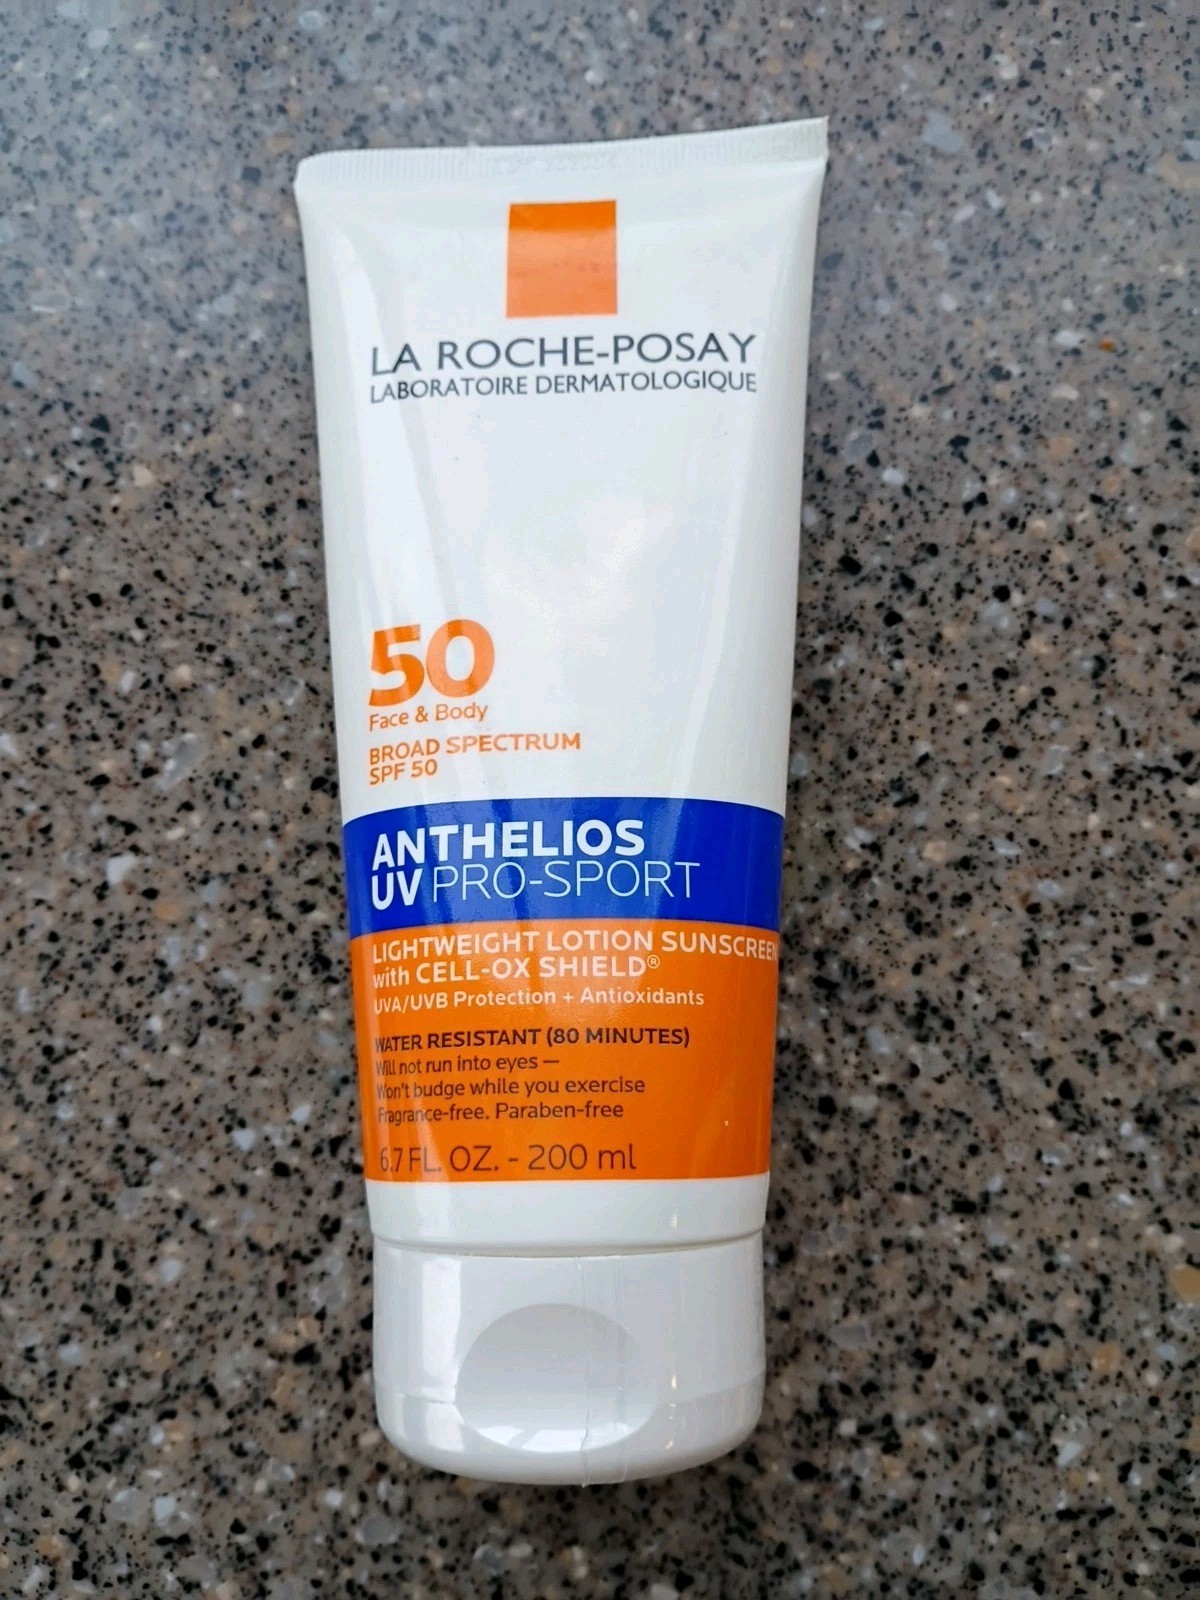 LA ROCHE-POSAY
LABORATOIRE DERMATOLOGIQUE
50
Face & Body
BROAD SPECTRUM
SPF 50
ANTHELIOS
UV PRO-SPORT
LIGHTWEIGHT LOTION SUNSCREEN
with CELL-OX SHIELD®
UVA/UVB Protection + Antioxidants
WATER RESISTANT (80 MINUTES)
Will not run into eyes —
Won't budge while you exercise
Fragrance-free. Paraben-free
6.7 FL. OZ. - 200 ml